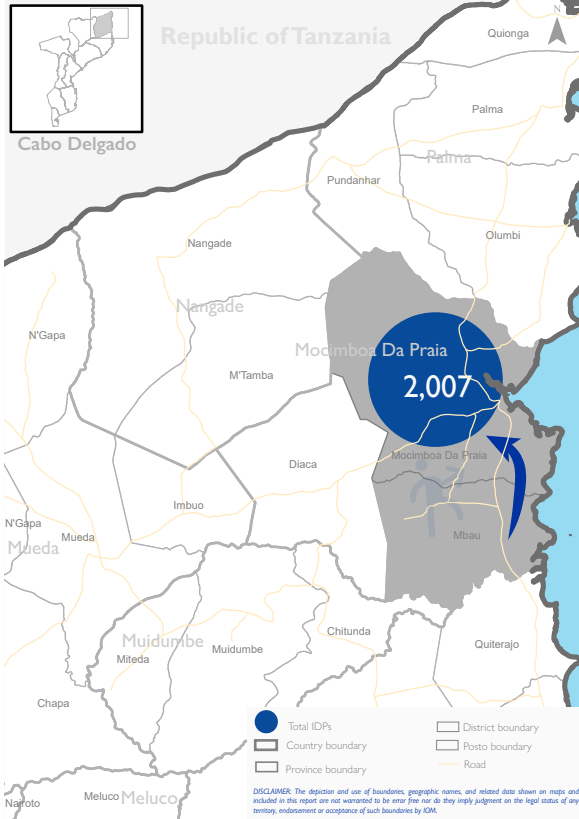 N
Republic of Tanzania
Quionga
Cabo Delgado
Palma
Palma
Pundanhar
Olumbi
Nangade
Nangade
N'Gapa
Mocimboa Da Praia
M'Tamba
2,007
Mocimboa Da Praia
Diaca
Imbuo
N'Gapa
Mueda
Mueda
Mbau
Chitunda
Muidumbe
Muidumbe
Miteda
Quiterajo
Chapa
Total IDPs
District boundary
Country boundary
Posto boundary
Province boundary
Road
Nairoto
Meluco
Meluco
DISCLAIMER: The depiction and use of boundaries, geographic names, and related data shown on maps and
included in this report are not warranted to be error free nor do they imply judgment on the legal status of any
territory, endorsement or acceptance of such boundaries by IOM.